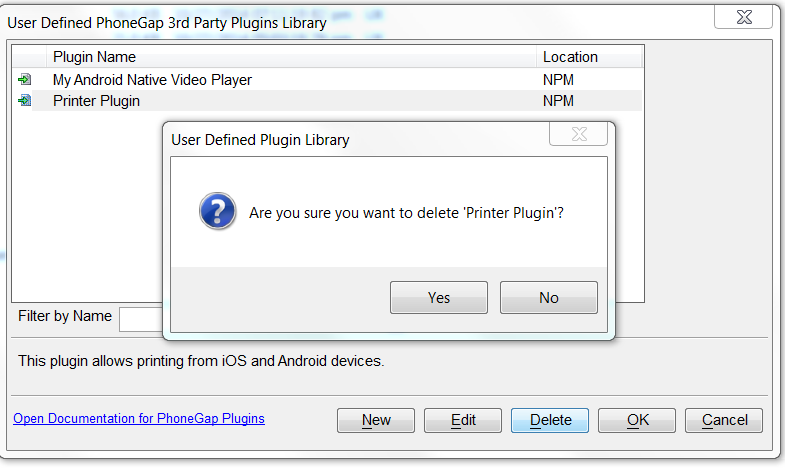 User Defined PhoneGap 3rd Party Plugins Library
Plugin Name Location
My Android Native Video Player NPM
Printer Plugin NPM
User Defined Plugin Library
Are you sure you want to delete 'Printer Plugin'?
Yes No
Filter by Name
This plugin allows printing from iOS and Android devices.
Open Documentation for PhoneGap Plugins New Edit Delete OK Cancel